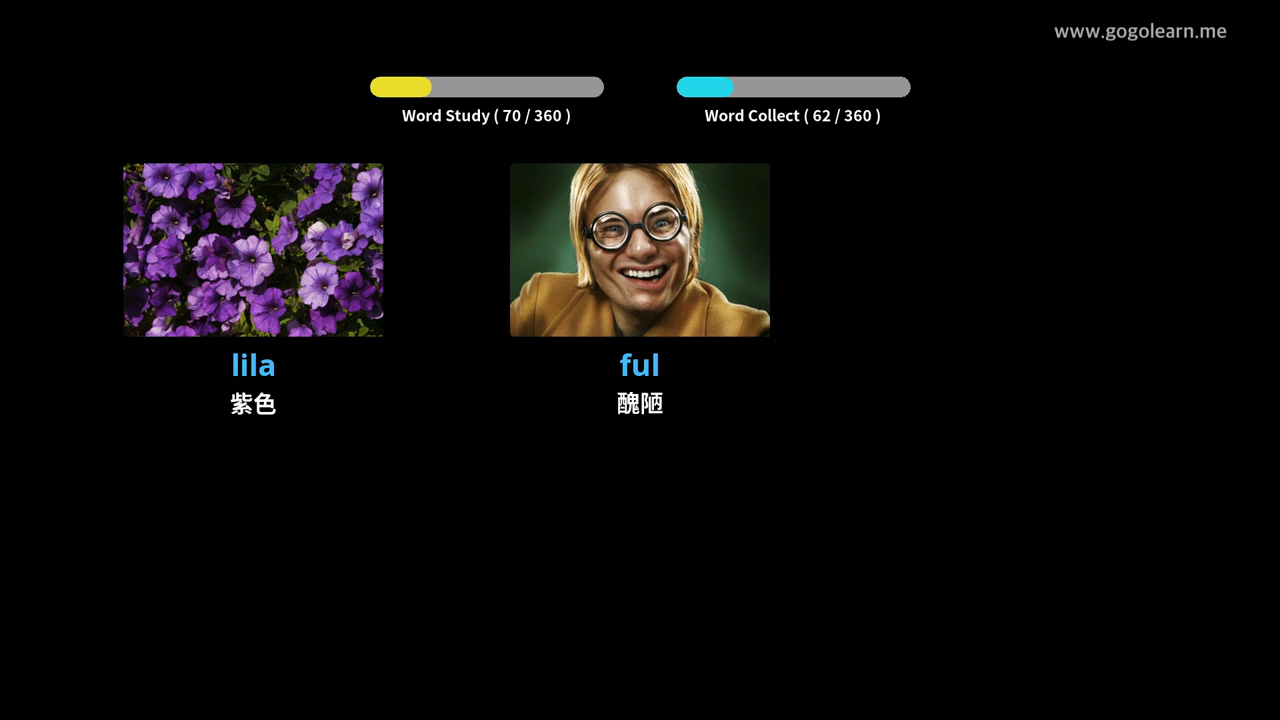 www.gogolearn.me
Word Study ( 70 / 360 )
Word Collect ( 62 / 360 )
lila
紫色
ful
醜陋